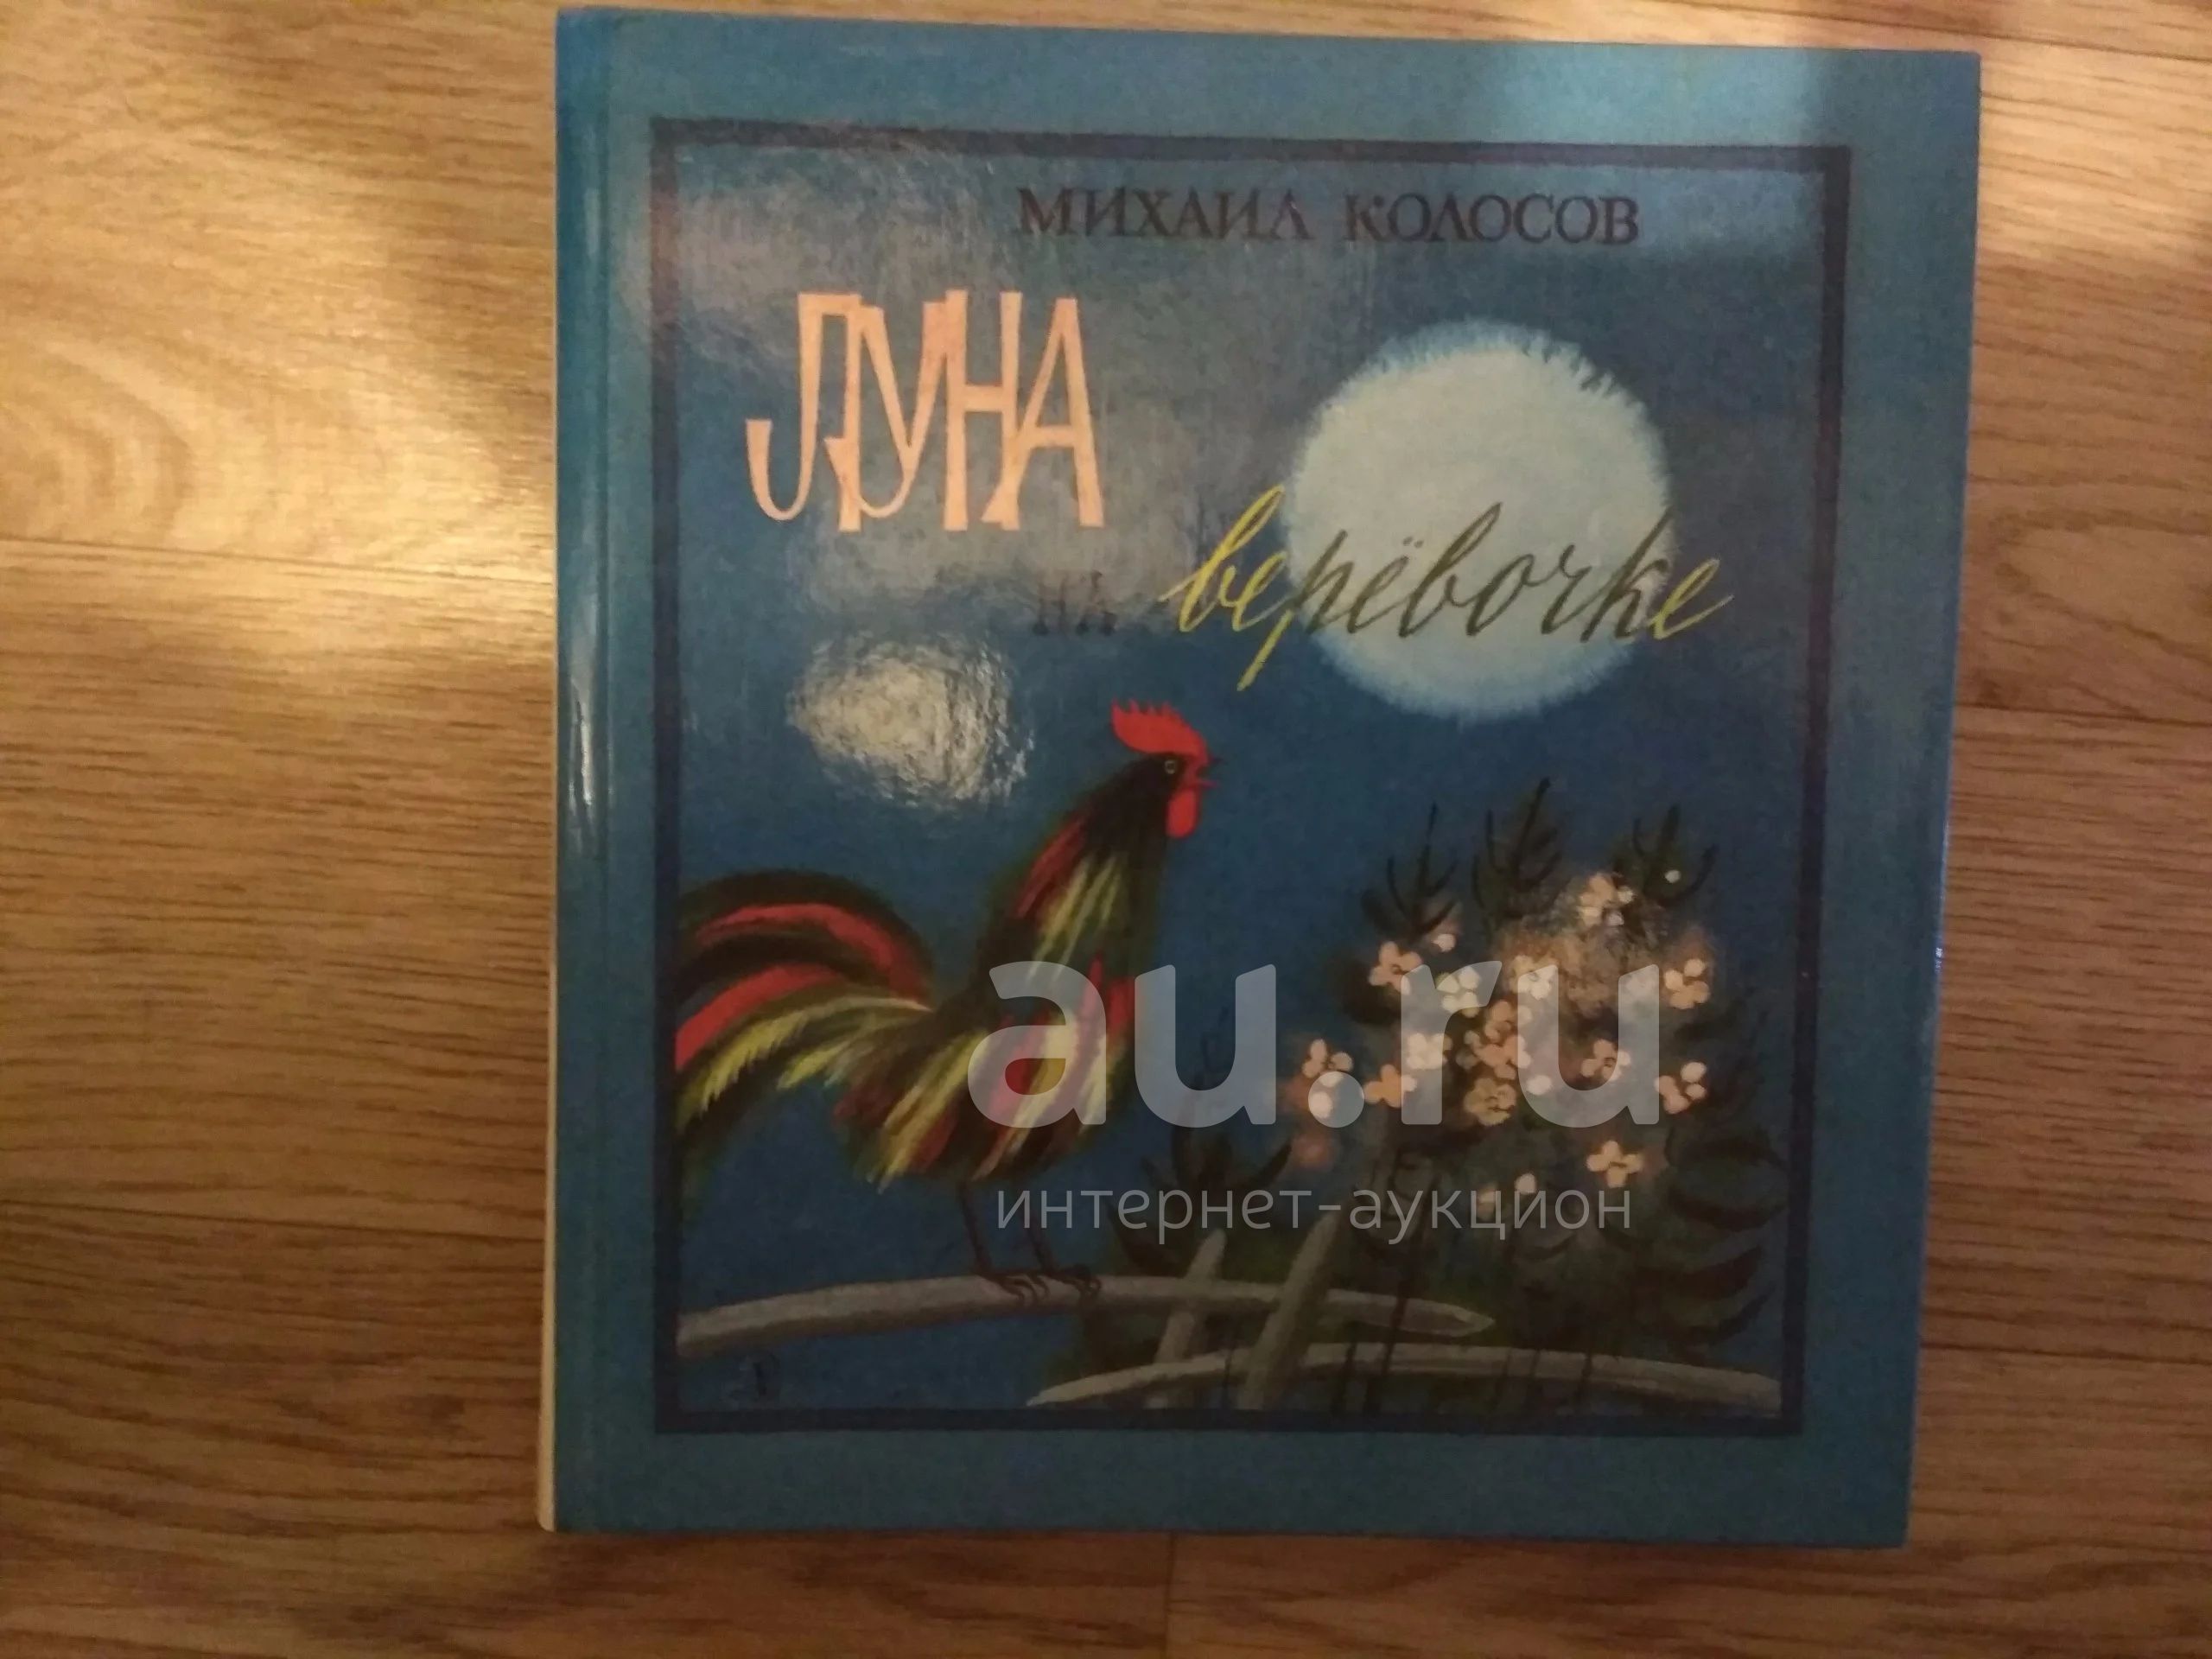 МИХАИЛ КОЛОСОВ
ЛУНА
НА верёвочке
au.ru
интернет-аукцион